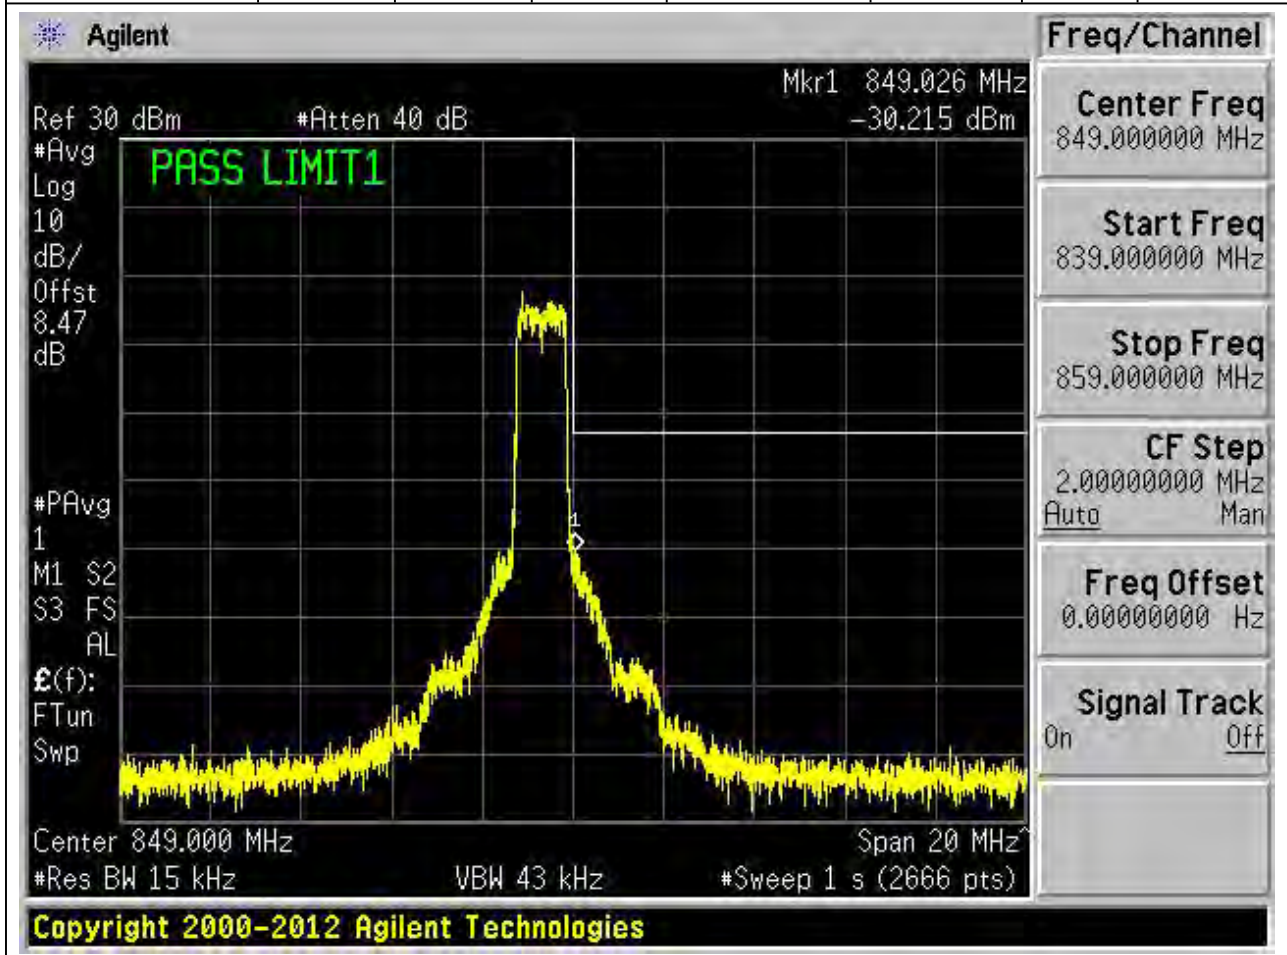 Agilent
Freq/Channel
Mkr1 849.026 MHz
Ref 30 dBm #Atten 40 dB -30.215 dBm
#Avg
Log
10
dB/
Offst
8.47
dB
PASS LIMIT1
#PAvg
1
M1 S2
S3 FS
AL
£(f):
FTun
Swp
1
Center 849.000 MHz Span 20 MHz^
#Res BW 15 kHz VBW 43 kHz #Sweep 1 s (2666 pts)
Copyright 2000-2012 Agilent Technologies
Center Freq
849.000000 MHz
Start Freq
839.000000 MHz
Stop Freq
859.000000 MHz
CF Step
2.00000000 MHz
Auto Man
Freq Offset
0.00000000 Hz
Signal Track
On Off